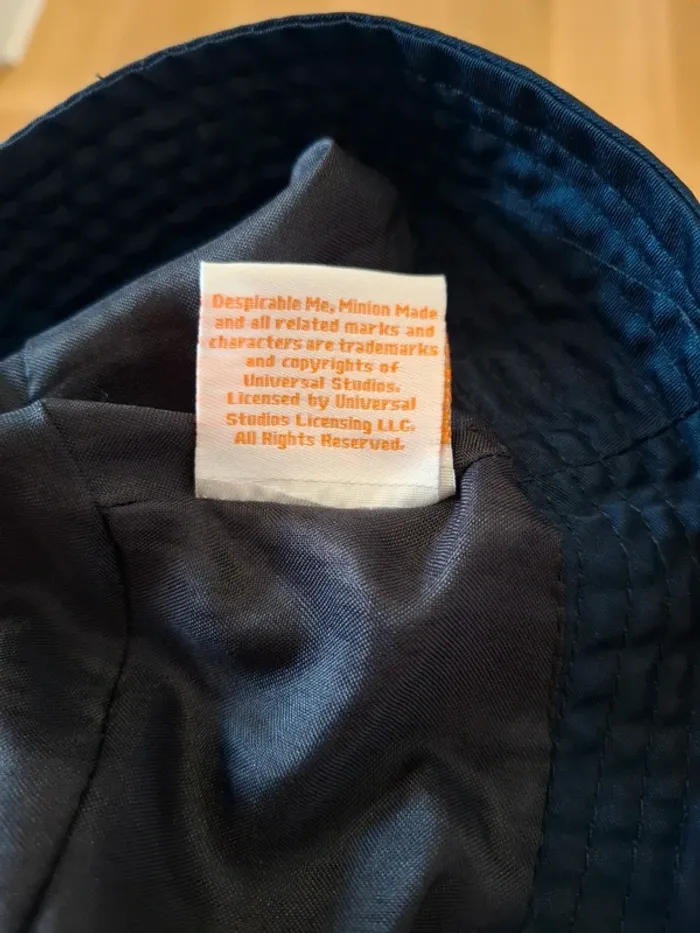 Despicable Me, Minion Made
and all related marks and
characters are trademarks
and copyrights of
Universal Studios.
Licensed by Universal
Studios Licensing LLC.
All Rights Reserved.